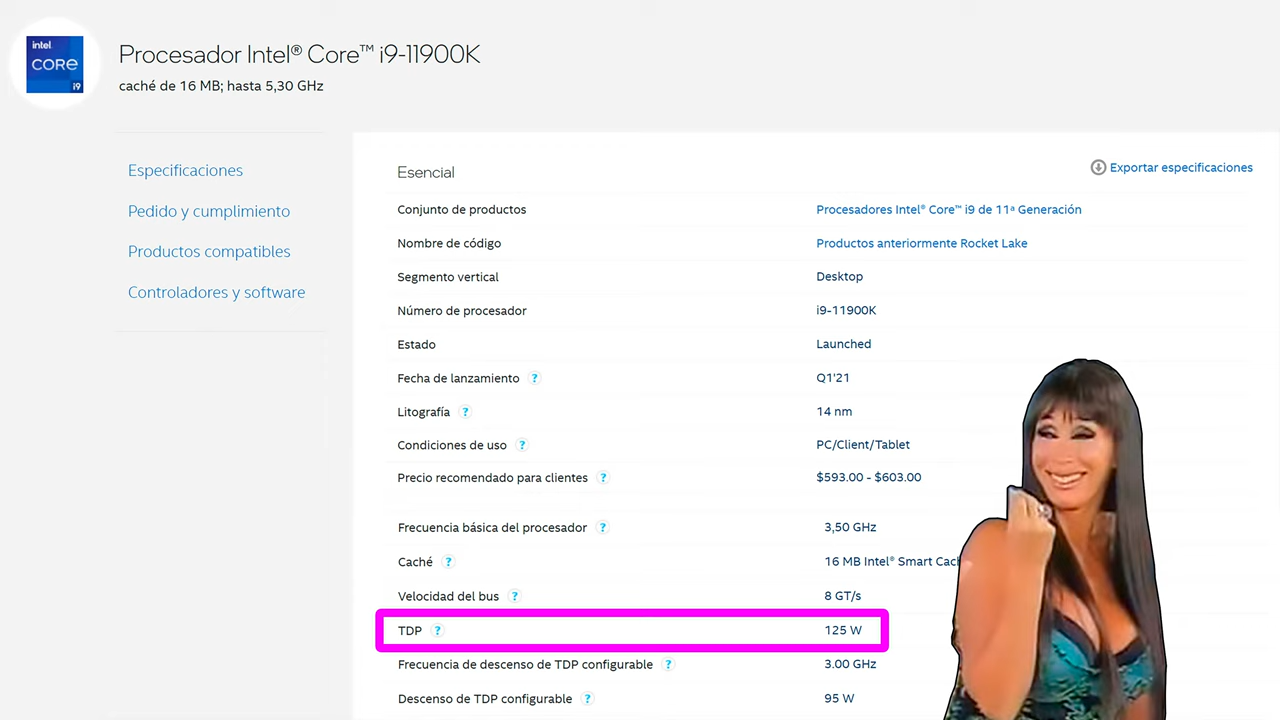 intel
CORE
i9
Procesador Intel® Core™ i9-11900K
caché de 16 MB; hasta 5,30 GHz
Especificaciones
Pedido y cumplimiento
Productos compatibles
Controladores y software
Esencial
Exportar especificaciones
Conjunto de productos Procesadores Intel® Core™ i9 de 11ª Generación
Nombre de código Productos anteriormente Rocket Lake
Segmento vertical Desktop
Número de procesador i9-11900K
Estado Launched
Fecha de lanzamiento ? Q1'21
Litografía ? 14 nm
Condiciones de uso ? PC/Client/Tablet
Precio recomendado para clientes ? $593.00 - $603.00
Frecuencia básica del procesador ? 3,50 GHz
Caché ? 16 MB Intel® Smart Cac
Velocidad del bus ? 8 GT/s
TDP ? 125 W
Frecuencia de descenso de TDP configurable ? 3.00 GHz
Descenso de TDP configurable ? 95 W